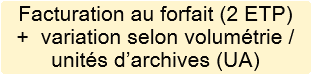 Facturation au forfait (2 ETP)
+  variation selon volumétrie /
unités d’archives (UA)